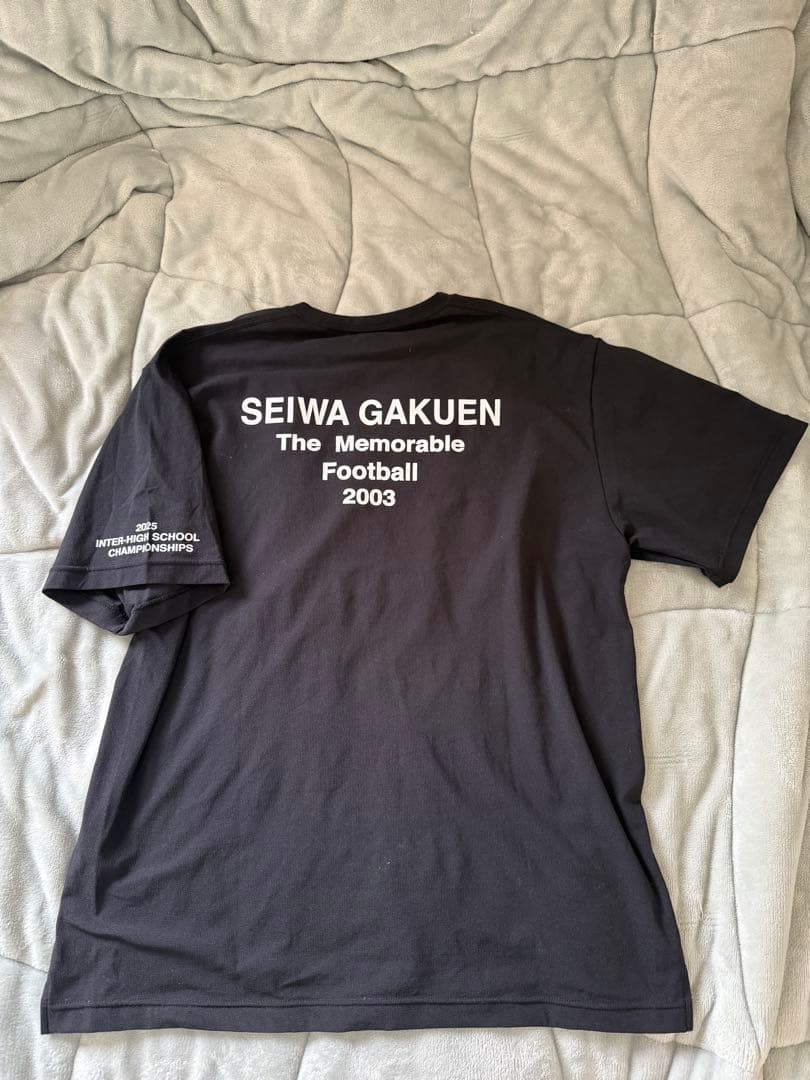 SEIWA GAKUEN
The Memorable
Football
2003
2025
INTER-HIGH SCHOOL
CHAMPIONSHIPS